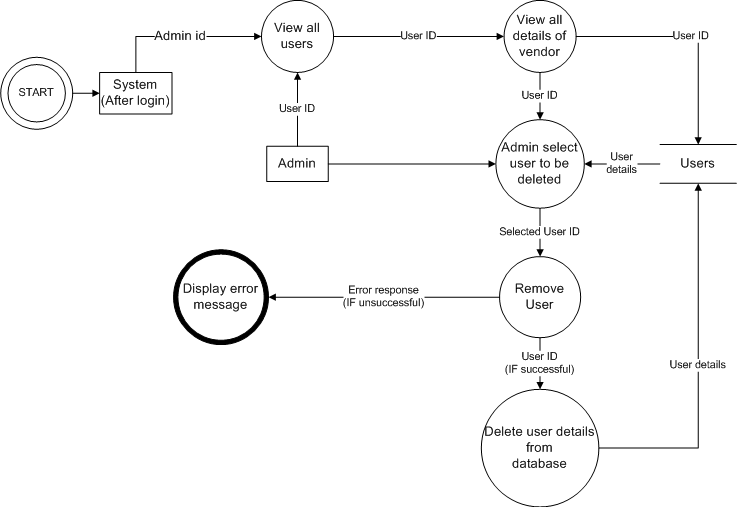 Admin id
View all
users
User ID
View all
details of
vendor
User ID
START
System
(After login)
User ID
User ID
Admin
Admin select
user to be
deleted
User
details
Users
Selected User ID
Display error
message
Error response
(IF unsuccessful)
Remove
User
User ID
(IF successful)
User details
Delete user details
from
database